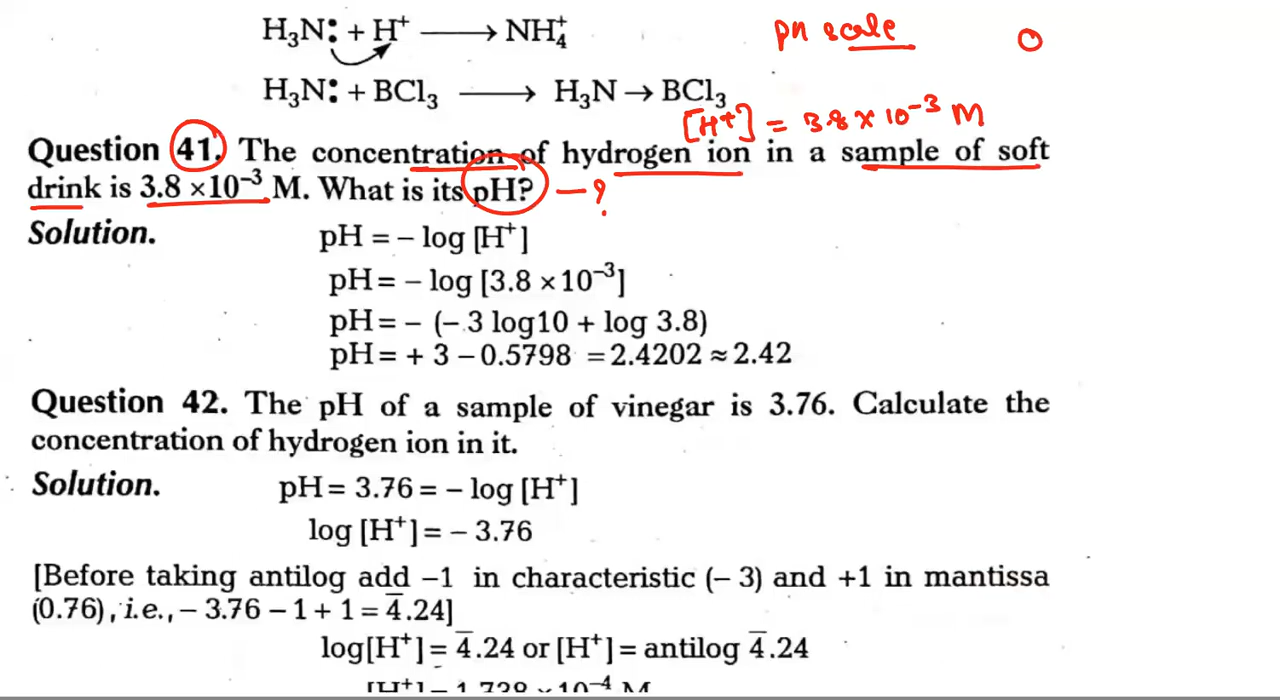 H₃N: + H⁺ ⟶ NH₄⁺
pH scale
H₃N: + BCl₃ ⟶ H₃N → BCl₃
[H⁺] = 3.8 × 10⁻³ M
Question 41. The concentration of hydrogen ion in a sample of soft
drink is 3.8 ×10⁻³ M. What is its pH? — ?
Solution. pH = – log [H⁺]
pH = – log [3.8 ×10⁻³]
pH = – (– 3 log10 + log 3.8)
pH = + 3 – 0.5798 = 2.4202 ≈ 2.42
Question 42. The pH of a sample of vinegar is 3.76. Calculate the
concentration of hydrogen ion in it.
Solution. pH = 3.76 = – log [H⁺]
log [H⁺] = – 3.76
[Before taking antilog add –1 in characteristic (– 3) and +1 in mantissa
(0.76), i.e., – 3.76 – 1 + 1 = 4̅.24]
log[H⁺] = 4̅.24 or [H⁺] = antilog 4̅.24
[H⁺] = 1.738 × 10⁻⁴ M